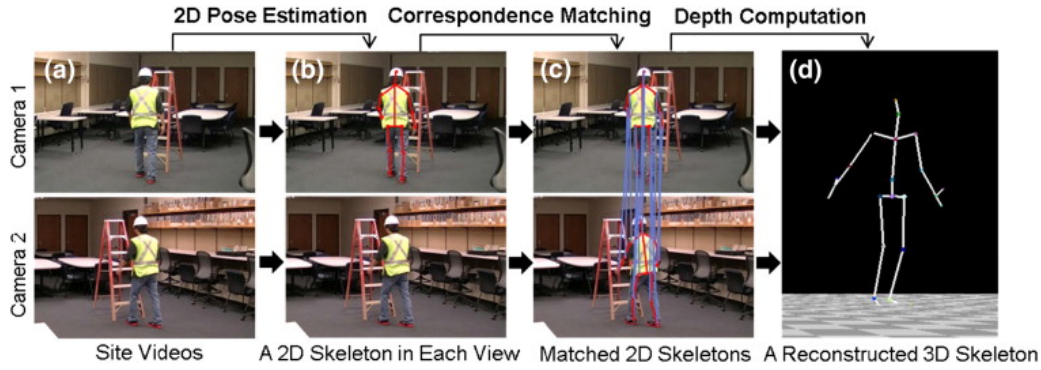 2D Pose Estimation Correspondence Matching Depth Computation
(a) (b) (c) (d)
Camera 1
Camera 2
Site Videos A 2D Skeleton in Each View Matched 2D Skeletons A Reconstructed 3D Skeleton